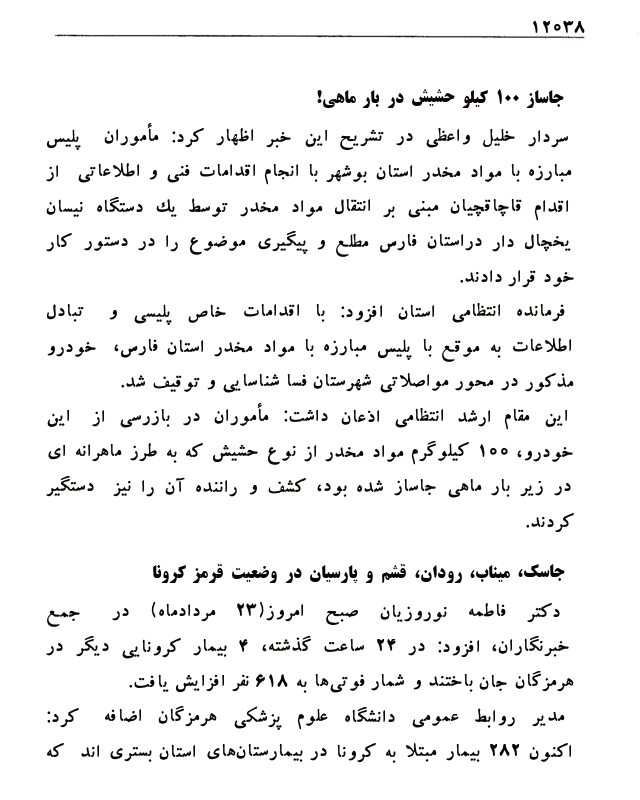 ۱۲۰۳۸
جاساز ۱۰۰ کیلو حشیش در بار ماهی!
سردار خلیل واعظی در تشریح این خبر اظهار کرد: مأموران پلیس
مبارزه با مواد مخدر استان بوشهر با انجام اقدامات فنی و اطلاعاتی از
اقدام قاچاقچیان مبنی بر انتقال مواد مخدر توسط یك دستگاه نیسان
یخچال دار دراستان فارس مطلع و پیگیری موضوع را در دستور کار
خود قرار دادند.
فرمانده انتظامی استان افزود: با اقدامات خاص پلیسی و تبادل
اطلاعات به موقع با پلیس مبارزه با مواد مخدر استان فارس، خودرو
مذکور در محور مواصلاتی شهرستان فسا شناسایی و توقیف شد.
این مقام ارشد انتظامی اذعان داشت: مأموران در بازرسی از این
خودرو، ۱۰۰ کیلوگرم مواد مخدر از نوع حشیش که به طرز ماهرانه ای
در زیر بار ماهی جاساز شده بود، کشف و راننده آن را نیز دستگیر
کردند.
جاسک، میناب، رودان، قشم و پارسیان در وضعیت قرمز کرونا
دکتر فاطمه نوروزیان صبح امروز(۲۳ مردادماه) در جمع
خبرنگاران، افزود: در ۲۴ ساعت گذشته، ۴ بیمار کرونایی دیگر در
هرمزگان جان باختند و شمار فوتی‌ها به ۶۱۸ نفر افزایش یافت.
مدیر روابط عمومی دانشگاه علوم پزشکی هرمزگان اضافه کرد:
اکنون ۲۸۲ بیمار مبتلا به کرونا در بیمارستان‌های استان بستری اند که